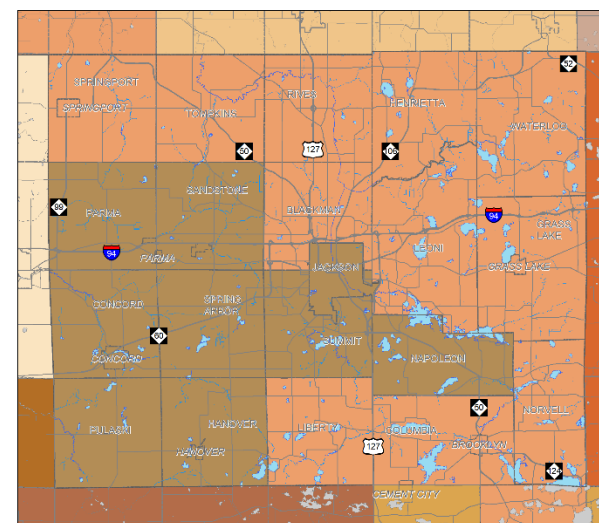 52
SPRINGPORT
RIVES
HENRIETTA
SPRINGPORT
TOMPKINS
WATERLOO
50
127
106
SANDSTONE
99
PARMA
BLACKMAN
94
GRASS
LAKE
LEONI
94
PARMA
JACKSON
GRASS LAKE
CONCORD
SPRING
ARBOR
60
SUMMIT
CONCORD
NAPOLEON
50
NORVELL
PULASKI
HANOVER
LIBERTY
COLUMBIA
HANOVER
127
BROOKLYN
124
CEMENT CITY